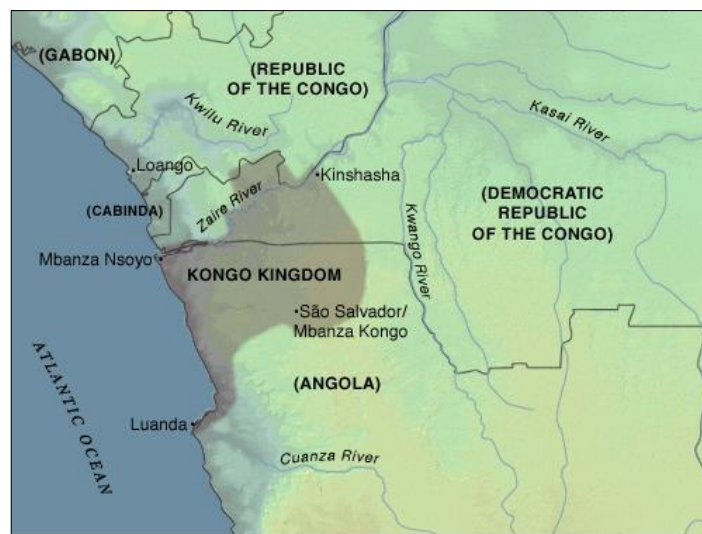 (GABON)
(REPUBLIC
OF THE CONGO)
Kwilu River
Kasai River
Loango
Kinshasha
(CABINDA)
Zaire River
Kwango River
(DEMOCRATIC
REPUBLIC
OF THE CONGO)
Mbanza Nsoyo
KONGO KINGDOM
São Salvador/
Mbanza Kongo
ATLANTIC OCEAN
(ANGOLA)
Luanda
Cuanza River